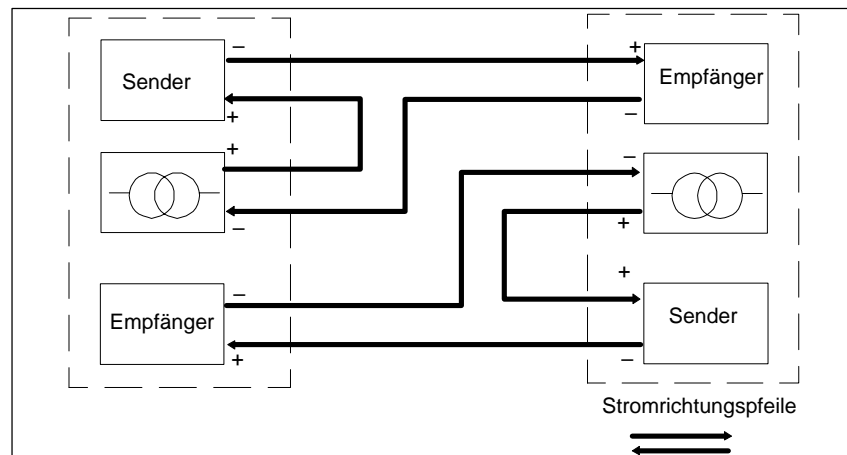 − +
Sender Empfänger
+ −
+ −
− +
− +
Empfänger Sender
+ −
Stromrichtungspfeile